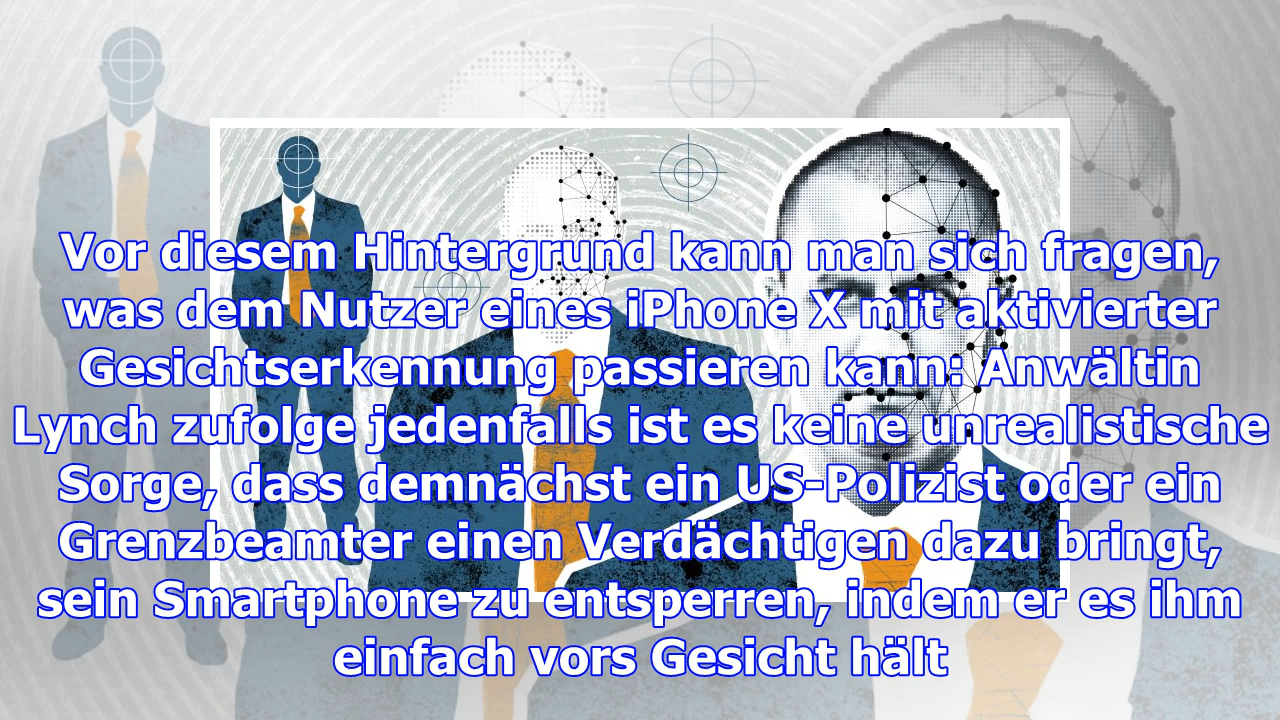 Vor diesem Hintergrund kann man sich fragen,
was dem Nutzer eines iPhone X mit aktivierter
Gesichtserkennung passieren kann: Anwältin
Lynch zufolge jedenfalls ist es keine unrealistische
Sorge, dass demnächst ein US-Polizist oder ein
Grenzbeamter einen Verdächtigen dazu bringt,
sein Smartphone zu entsperren, indem er es ihm
einfach vors Gesicht hält